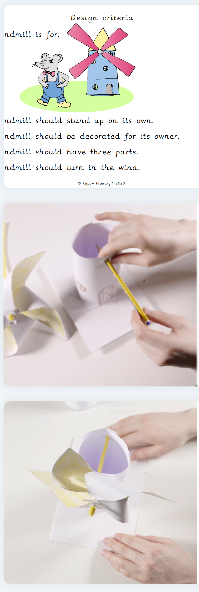 Design criteria
ndmill is for:
ndmill should stand up on its own.
ndmill should be decorated for its owner.
ndmill should have three parts.
ndmill should turn in the wind.